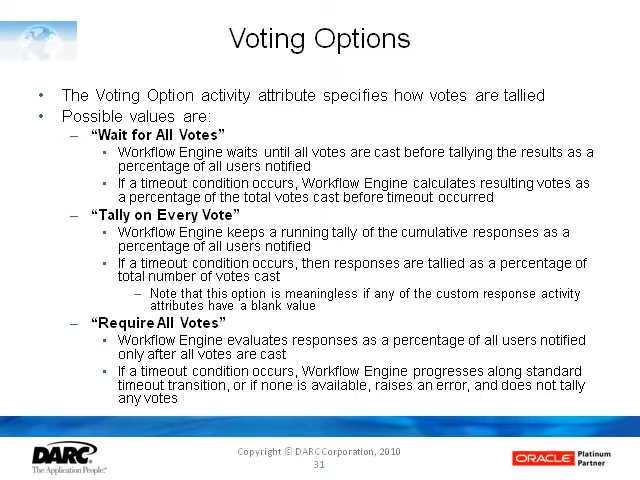 Voting Options
• The Voting Option activity attribute specifies how votes are tallied
• Possible values are:
– “Wait for All Votes”
• Workflow Engine waits until all votes are cast before tallying the results as a
percentage of all users notified
• If a timeout condition occurs, Workflow Engine calculates resulting votes as
a percentage of the total votes cast before timeout occurred
– “Tally on Every Vote”
• Workflow Engine keeps a running tally of the cumulative responses as a
percentage of all users notified
• If a timeout condition occurs, then responses are tallied as a percentage of
total number of votes cast
– Note that this option is meaningless if any of the custom response activity
attributes have a blank value
– “Require All Votes”
• Workflow Engine evaluates responses as a percentage of all users notified
only after all votes are cast
• If a timeout condition occurs, Workflow Engine progresses along standard
timeout transition, or if none is available, raises an error, and does not tally
any votes
DARC
The Application People.
Copyright © DARC Corporation, 2010
31
ORACLE
Platinum
Partner